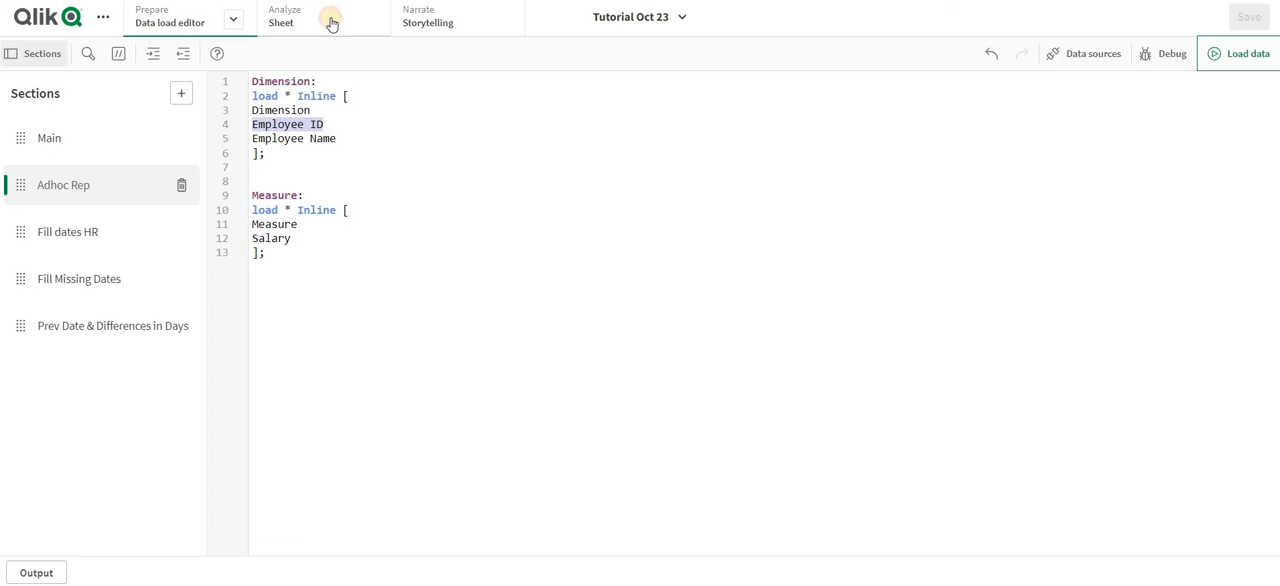 Qlik
Prepare
Data load editor
Analyze
Sheet
Narrate
Storytelling
Tutorial Oct 23
Save
Sections
Data sources
Debug
Load data
Sections
+
Main
Adhoc Rep
Fill dates HR
Fill Missing Dates
Prev Date & Differences in Days
1 Dimension:
2 load * Inline [
3 Dimension
4 Employee ID
5 Employee Name
6 ];
7
8
9 Measure:
10 load * Inline [
11 Measure
12 Salary
13 ];
Output